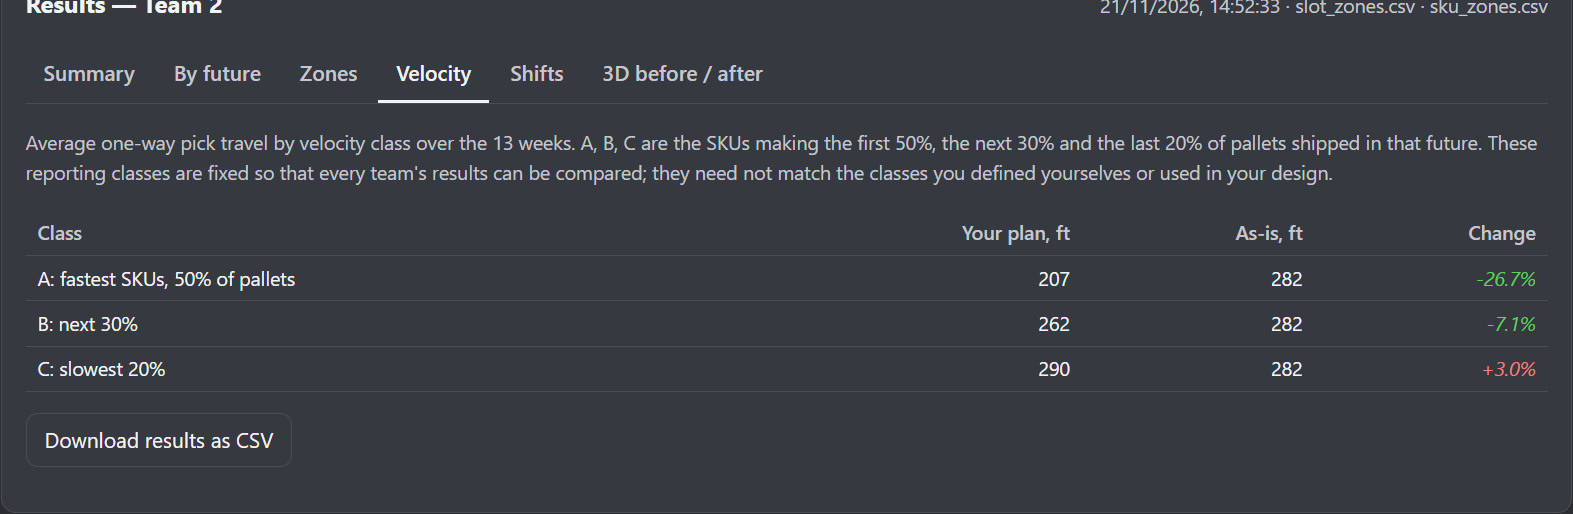 Results — Team 2
21/11/2026, 14:52:33 · slot_zones.csv · sku_zones.csv
Summary By future Zones Velocity Shifts 3D before / after
Average one-way pick travel by velocity class over the 13 weeks. A, B, C are the SKUs making the first 50%, the next 30% and the last 20% of pallets shipped in that future. These
reporting classes are fixed so that every team's results can be compared; they need not match the classes you defined yourselves or used in your design.
Class Your plan, ft As-is, ft Change
A: fastest SKUs, 50% of pallets 207 282 -26.7%
B: next 30% 262 282 -7.1%
C: slowest 20% 290 282 +3.0%
Download results as CSV